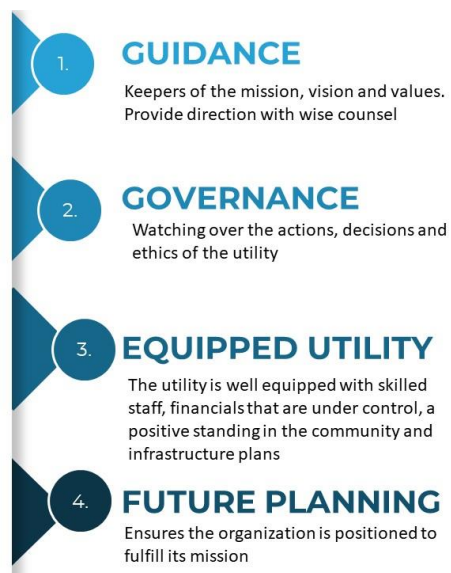 1.
GUIDANCE
Keepers of the mission, vision and values.
Provide direction with wise counsel
2.
GOVERNANCE
Watching over the actions, decisions and
ethics of the utility
3.
EQUIPPED UTILITY
The utility is well equipped with skilled
staff, financials that are under control, a
positive standing in the community and
infrastructure plans
4.
FUTURE PLANNING
Ensures the organization is positioned to
fulfill its mission